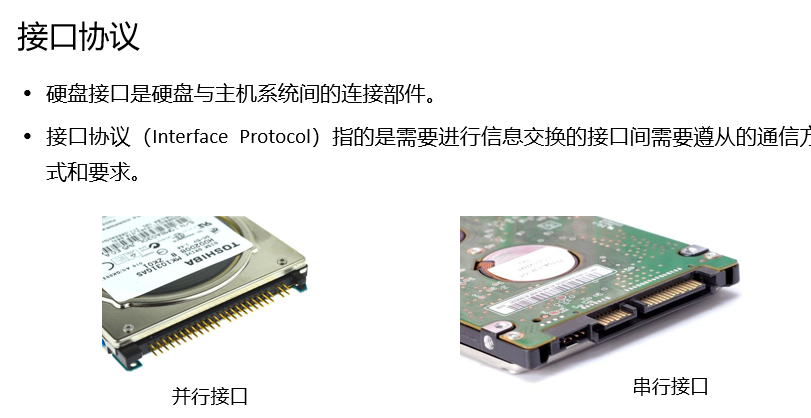 接口协议
• 硬盘接口是硬盘与主机系统间的连接部件。
• 接口协议（Interface Protocol）指的是需要进行信息交换的接口间需要遵从的通信方
式和要求。
TOSHIBA
并行接口
串行接口